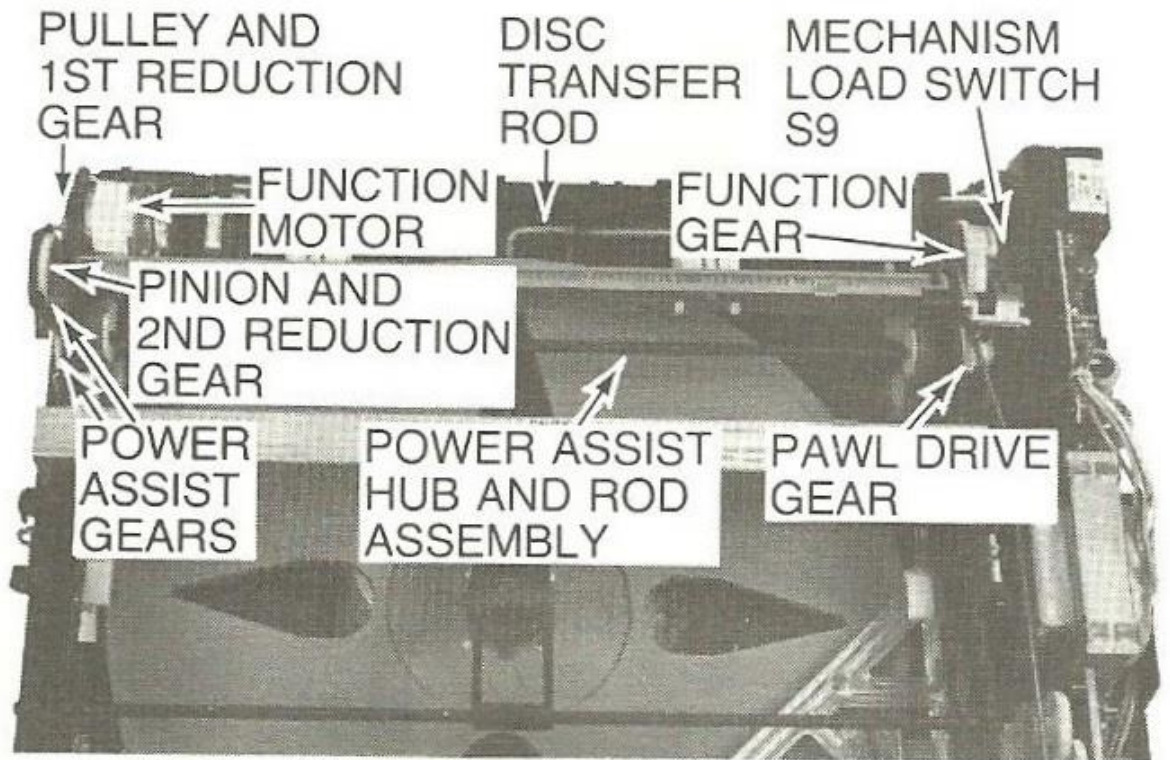 PULLEY AND
1ST REDUCTION
GEAR
DISC
TRANSFER
ROD
MECHANISM
LOAD SWITCH
S9
FUNCTION
MOTOR
FUNCTION
GEAR
PINION AND
2ND REDUCTION
GEAR
POWER
ASSIST
GEARS
POWER ASSIST
HUB AND ROD
ASSEMBLY
PAWL DRIVE
GEAR